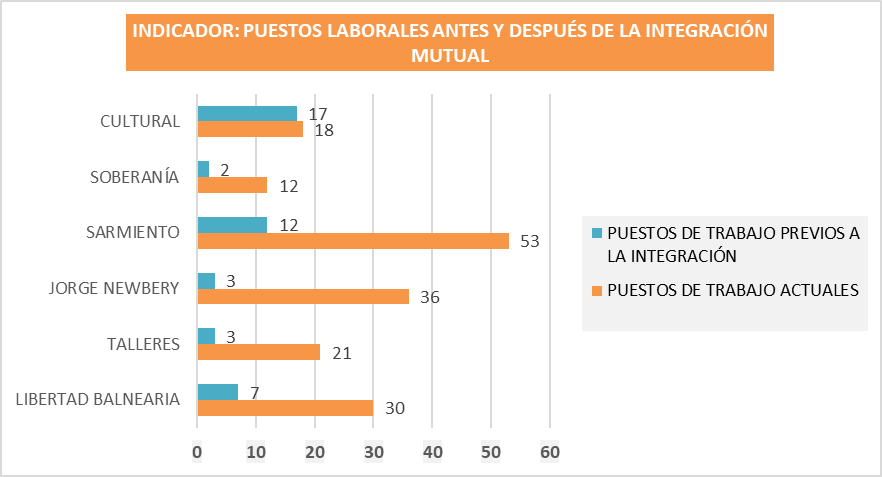 INDICADOR: PUESTOS LABORALES ANTES Y DESPUÉS DE LA INTEGRACIÓN
MUTUAL
CULTURAL
17
18
SOBERANÍA
2
12
SARMIENTO
12
53
JORGE NEWBERY
3
36
TALLERES
3
21
LIBERTAD BALNEARIA
7
30
0 10 20 30 40 50 60
PUESTOS DE TRABAJO PREVIOS A
LA INTEGRACIÓN
PUESTOS DE TRABAJO ACTUALES